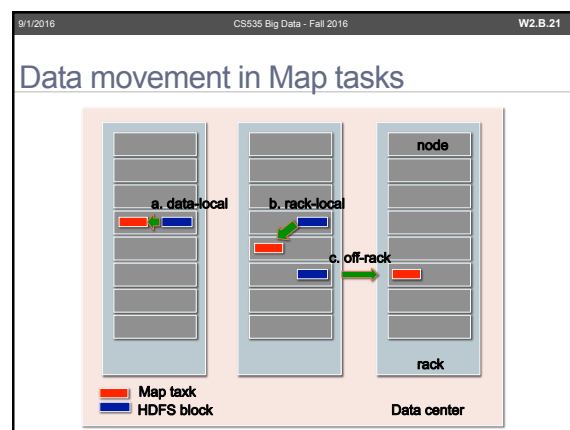 9/1/2016
CS535 Big Data - Fall 2016
W2.B.21
Data movement in Map tasks
node
a. data-local
b. rack-local
c. off-rack
rack
Map taxk
HDFS block
Data center